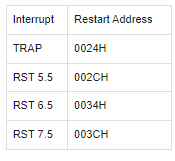 Interrupt Restart Address
TRAP 0024H
RST 5.5 002CH
RST 6.5 0034H
RST 7.5 003CH